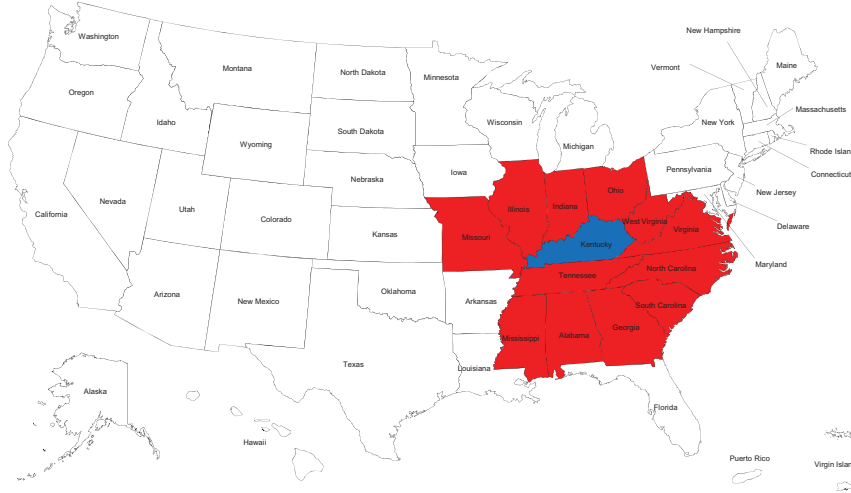 New Hampshire
Washington
Maine
Montana
Vermont
North Dakota
Minnesota
Oregon
Massachusetts
Idaho
Wisconsin
New York
South Dakota
Wyoming
Michigan
Rhode Islan
Pennsylvania
Iowa
Connecticut
Nebraska
Ohio
New Jersey
Nevada
Utah
Indiana
Illinois
California
Colorado
West Virginia
Delaware
Virginia
Kansas
Missouri
Kentucky
Maryland
North Carolina
Tennessee
Oklahoma
Arizona
New Mexico
Arkansas
South Carolina
Georgia
Mississippi
Alabama
Texas
Louisiana
Alaska
Florida
Hawaii
Puerto Rico
Virgin Islan